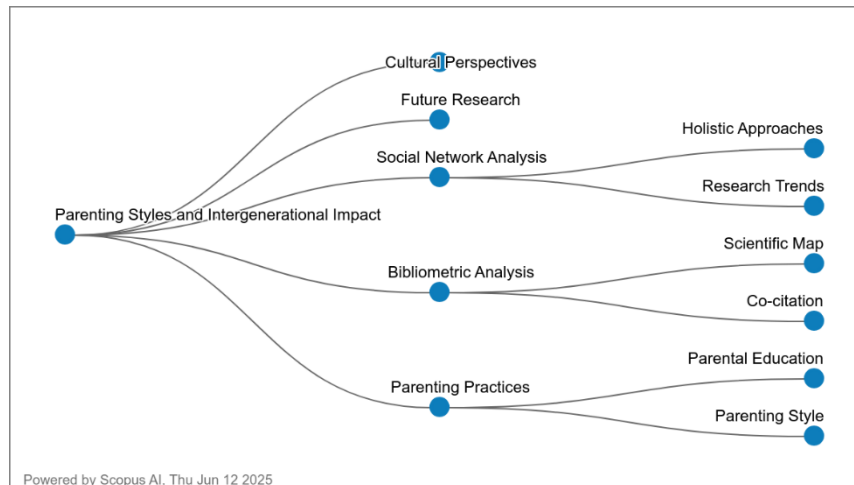 Cultural Perspectives
Future Research
Holistic Approaches
Social Network Analysis
Research Trends
Parenting Styles and Intergenerational Impact
Scientific Map
Bibliometric Analysis
Co-citation
Parental Education
Parenting Practices
Parenting Style
Powered by Scopus AI, Thu Jun 12 2025